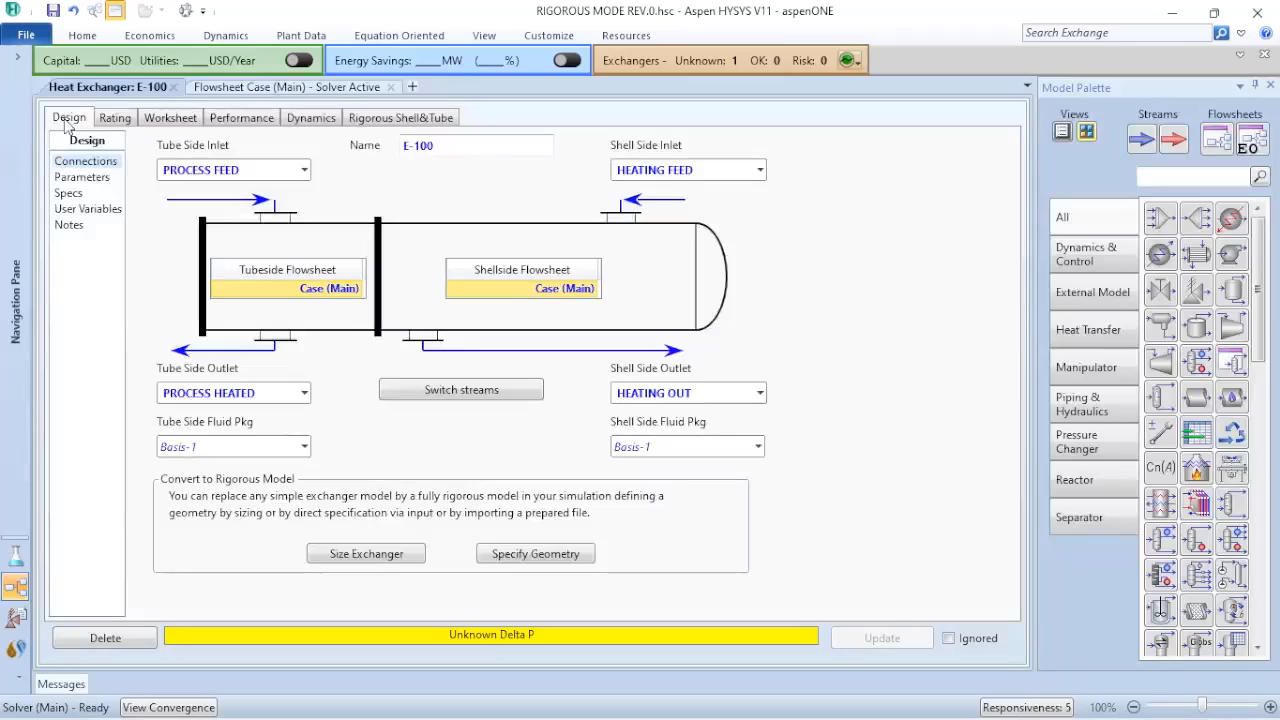 RIGOROUS MODE REV.0.hsc - Aspen HYSYS V11 - aspenONE
File Home Economics Dynamics Plant Data Equation Oriented View Customize Resources Search Exchange
Capital: ____USD Utilities: ____USD/Year Energy Savings: ____MW (____%) Exchangers - Unknown: 1 OK: 0 Risk: 0
Heat Exchanger: E-100 Flowsheet Case (Main) - Solver Active
Model Palette
Design Rating Worksheet Performance Dynamics Rigorous Shell&Tube
Views Streams Flowsheets
EO
Design
Connections
Parameters
Specs
User Variables
Notes
Tube Side Inlet Name E-100 Shell Side Inlet
PROCESS FEED HEATING FEED
Tubeside Flowsheet Shellside Flowsheet
Case (Main) Case (Main)
Tube Side Outlet Shell Side Outlet
PROCESS HEATED Switch streams HEATING OUT
Tube Side Fluid Pkg Shell Side Fluid Pkg
Basis-1 Basis-1
Convert to Rigorous Model
You can replace any simple exchanger model by a fully rigorous model in your simulation defining a
geometry by sizing or by direct specification via input or by importing a prepared file.
Size Exchanger Specify Geometry
Delete Unknown Delta P Update Ignored
All
Dynamics &
Control
External Model
Heat Transfer
Manipulator
Piping &
Hydraulics
Pressure
Changer
Reactor
Separator
Cn(A)
Gibbs
Navigation Pane
Messages
Solver (Main) - Ready View Convergence Responsiveness: 5 100%